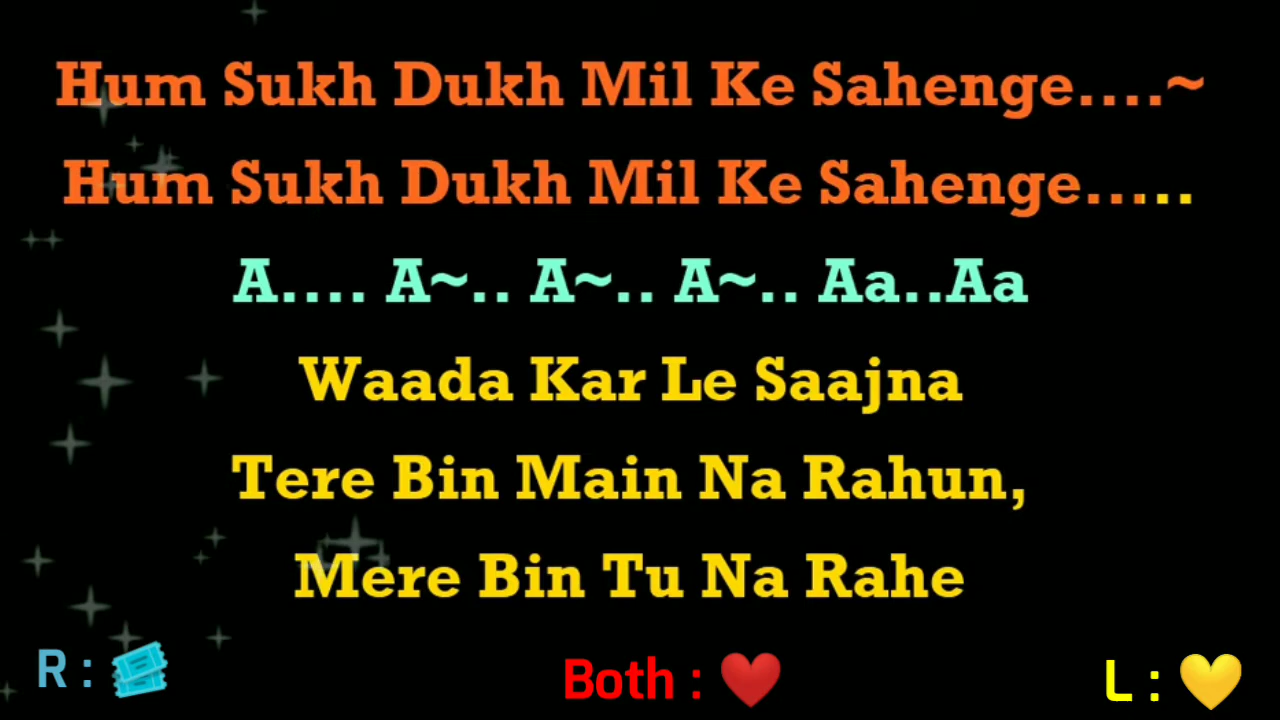 Hum Sukh Dukh Mil Ke Sahenge....~
Hum Sukh Dukh Mil Ke Sahenge.....
A.... A~.. A~.. A~.. Aa..Aa
Waada Kar Le Saajna
Tere Bin Main Na Rahun,
Mere Bin Tu Na Rahe
R : 🎟️ Both : ❤️ L : 💛